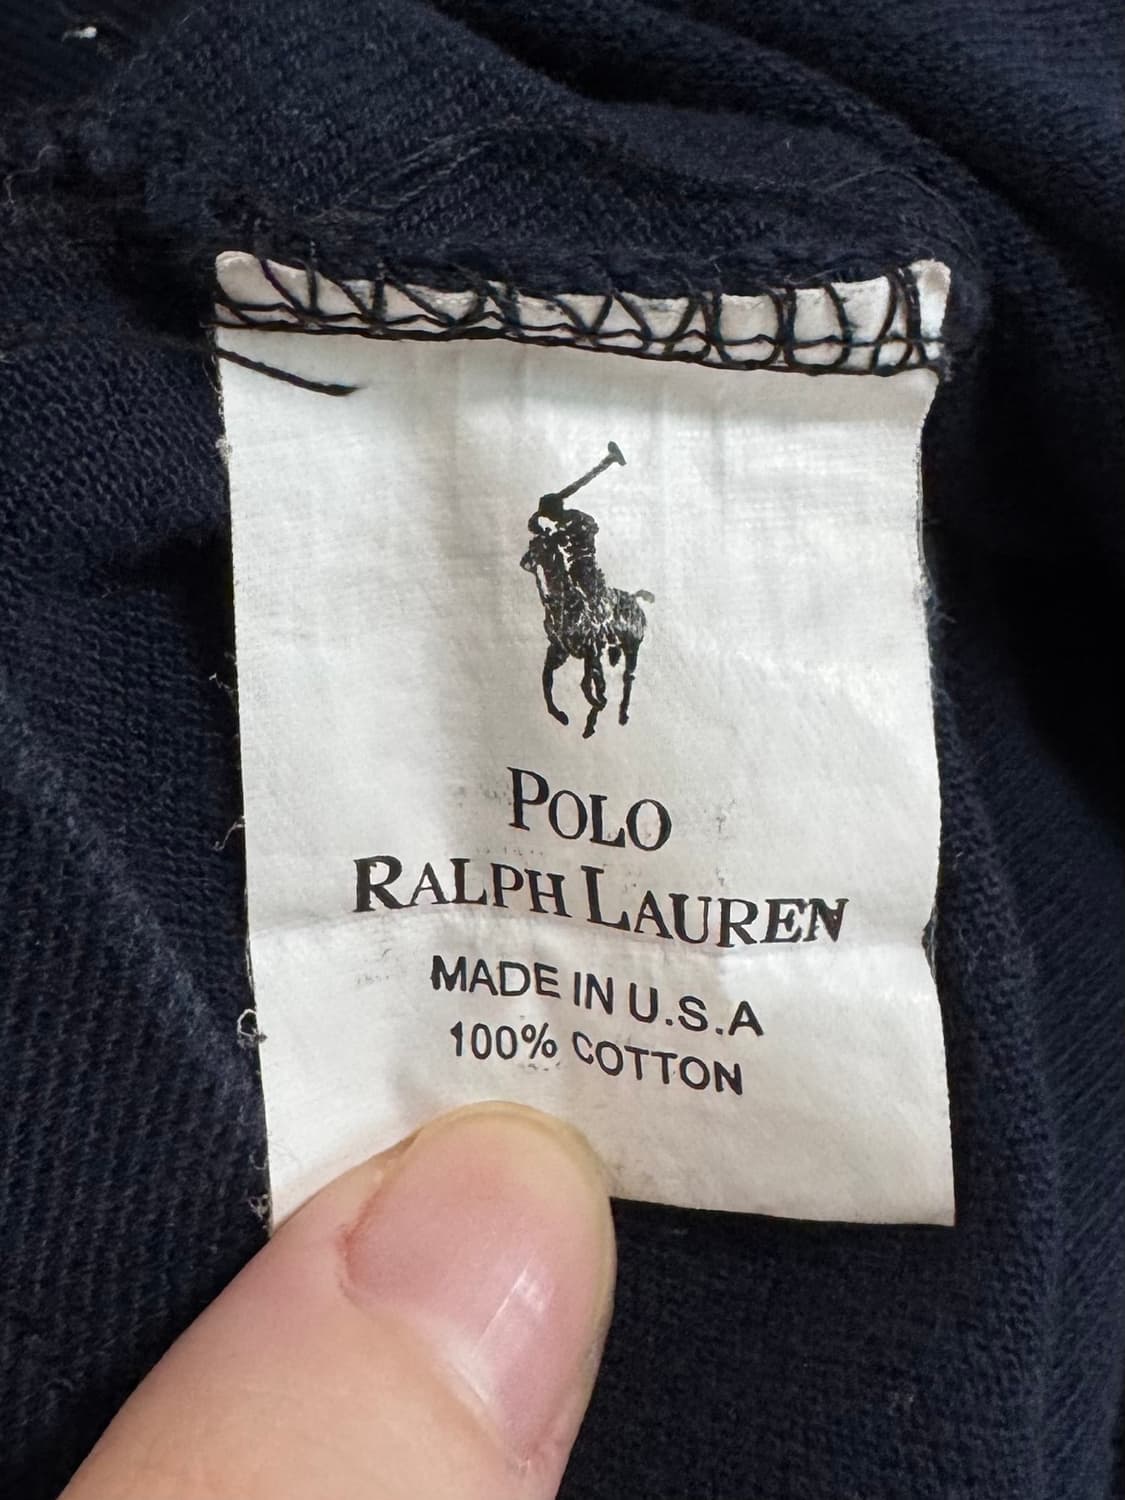 POLO
RALPH LAUREN
MADE IN U.S.A
100% COTTON